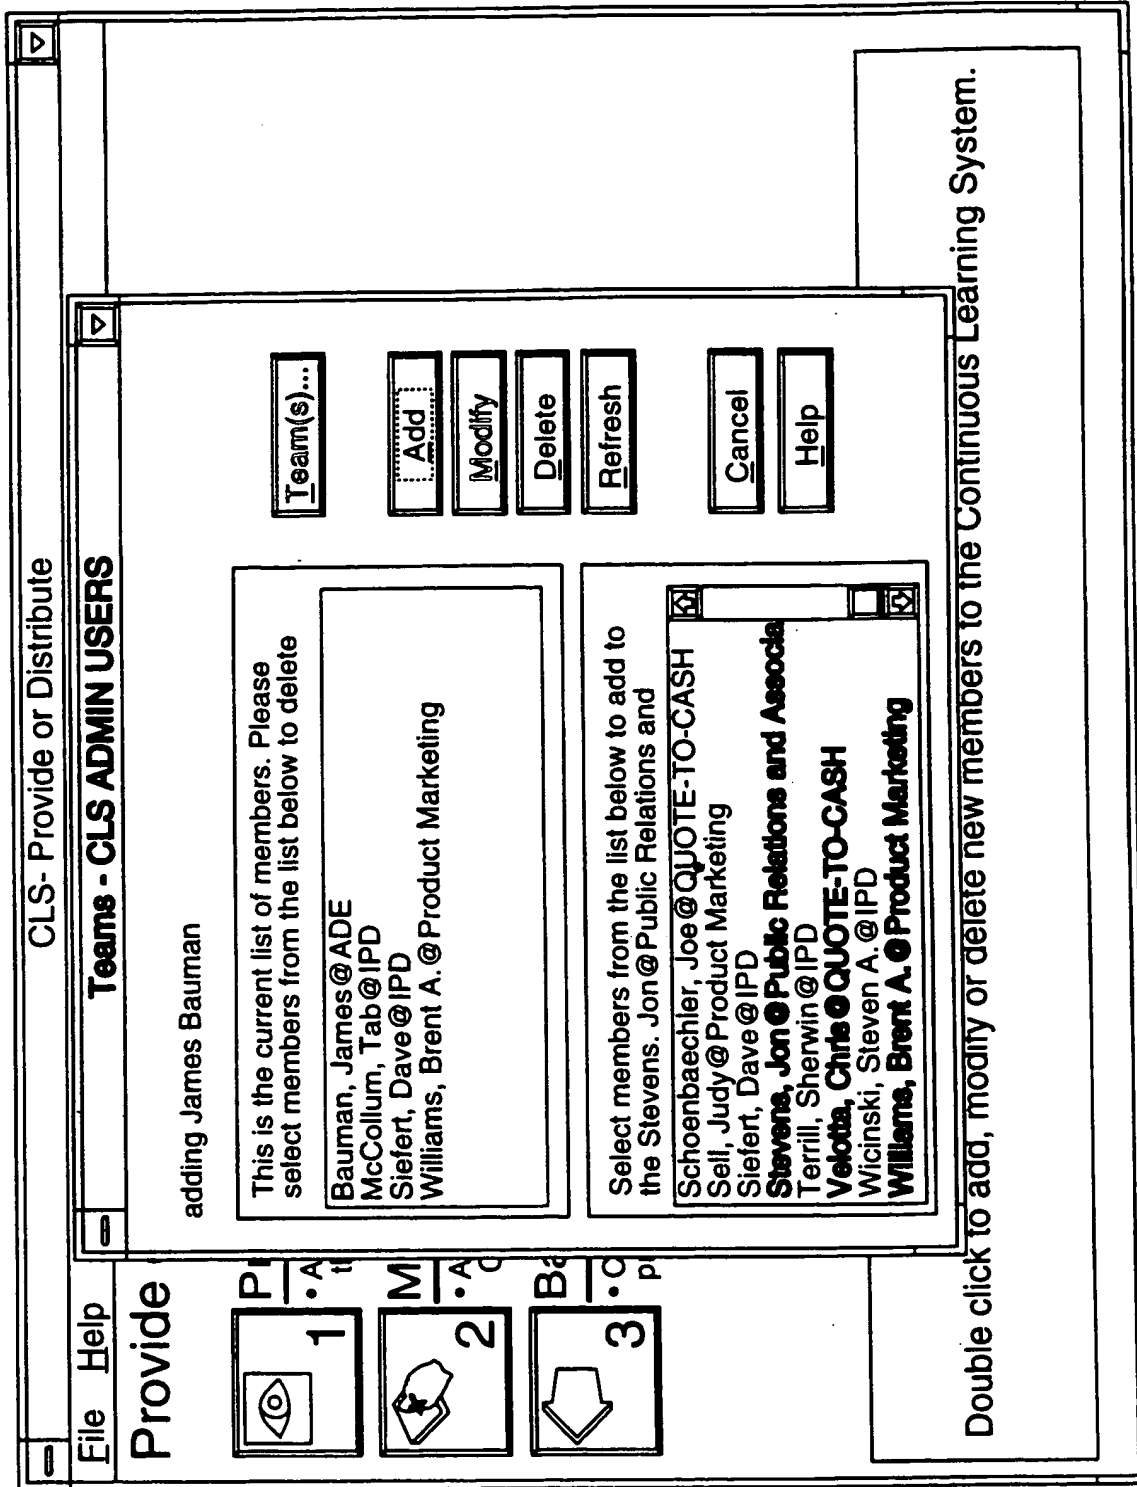 CLS- Provide or Distribute
File Help
Teams - CLS ADMIN USERS
Provide
adding James Bauman
This is the current list of members. Please
select members from the list below to delete
Bauman, James@ADE
McCollum, Tab@IPD
Siefert, Dave@IPD
Williams, Brent A.@Product Marketing
Select members from the list below to add to
the Stevens. Jon@Public Relations and
Schoenbaechler, Joe@QUOTE-TO-CASH
Sell, Judy@Product Marketing
Siefert, Dave@IPD
Stevens, Jon@Public Relations and Associa
Terrill, Sherwin@IPD
Velotta, Chris@QUOTE-TO-CASH
Wicinski, Steven A.@IPD
Williams, Brent A.@Product Marketing
Team(s)...
Add
Modify
Delete
Refresh
Cancel
Help
1
2
3
M
Ba
Double click to add, modify or delete new members to the Continuous Learning System.